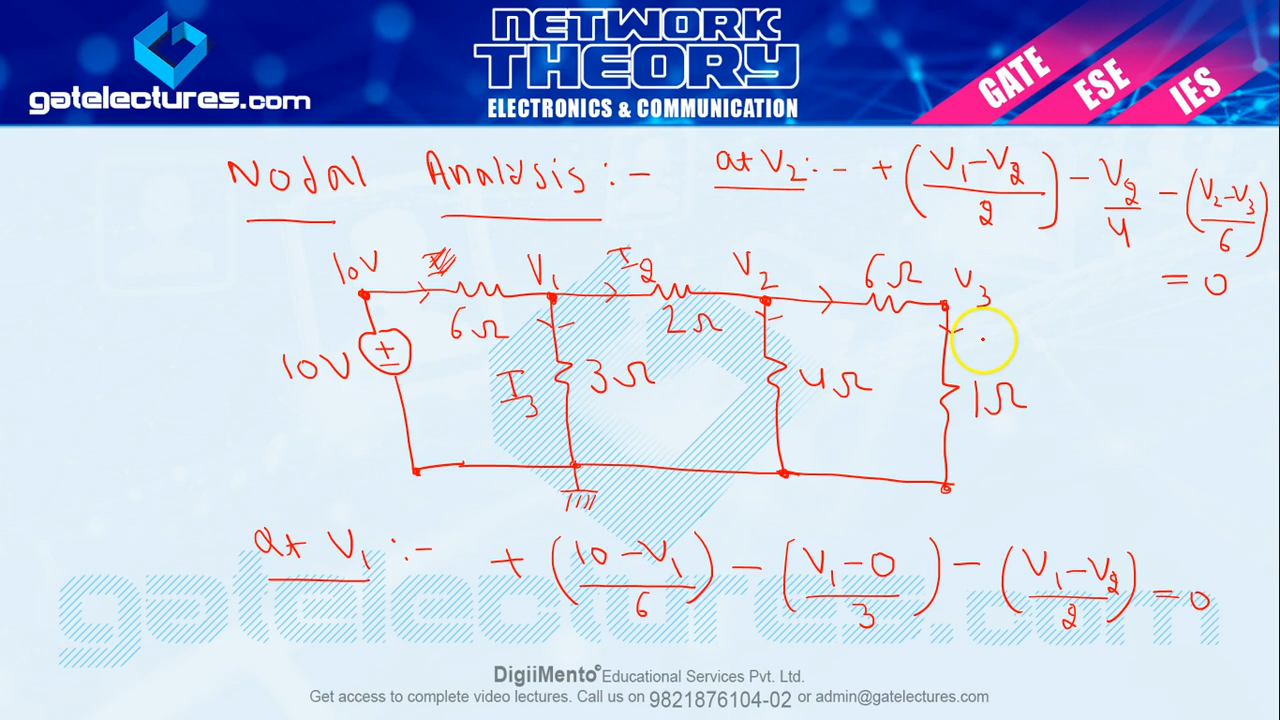 gatelectures.com
NETWORK
THEORY
ELECTRONICS & COMMUNICATION
GATE
ESE
IES
Nodal Analysis :-
at V2 :- + (V1-V2/2) - V2/4 - (V2-V3/6)
= 0
10V V1 I2 V2 6Ω V3
6Ω 2Ω
10V + - I3 3Ω 4Ω 1Ω
at V1 :- + (10-V1/6) - (V1-0/3) - (V1-V2/2) = 0
gatelectures.com
DigiiMento© Educational Services Pvt. Ltd.
Get access to complete video lectures. Call us on 9821876104-02 or admin@gatelectures.com